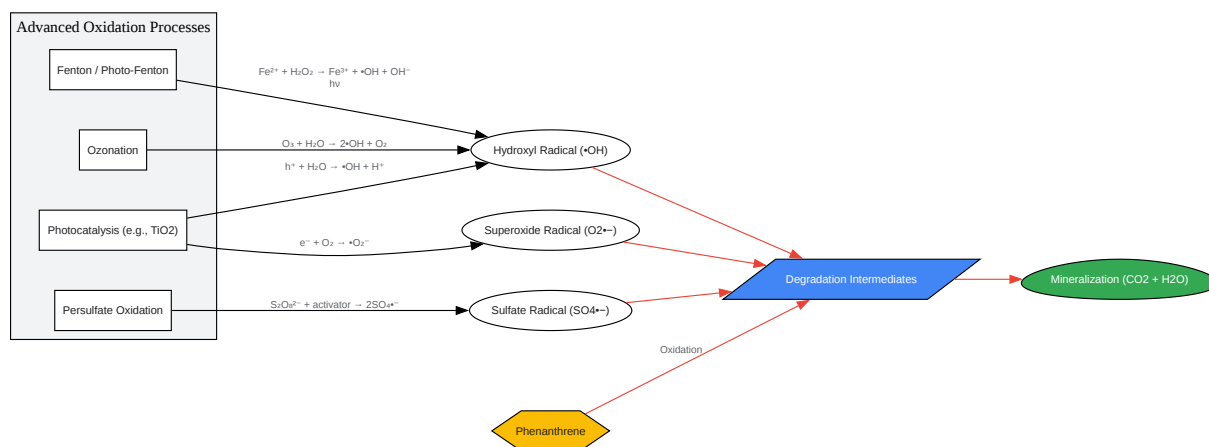 Advanced Oxidation Processes
Fenton / Photo-Fenton
Fe²⁺ + H₂O₂ → Fe³⁺ + •OH + OH⁻
hν
Ozonation
O₃ + H₂O → 2•OH + O₂
Hydroxyl Radical (•OH)
h⁺ + H₂O → •OH + H⁺
Photocatalysis (e.g., TiO2)
e⁻ + O₂ → •O₂⁻
Superoxide Radical (O2•−)
Degradation Intermediates
Mineralization (CO2 + H2O)
Persulfate Oxidation
S₂O₈²⁻ + activator → 2SO₄•⁻
Sulfate Radical (SO4•−)
Oxidation
Phenanthrene